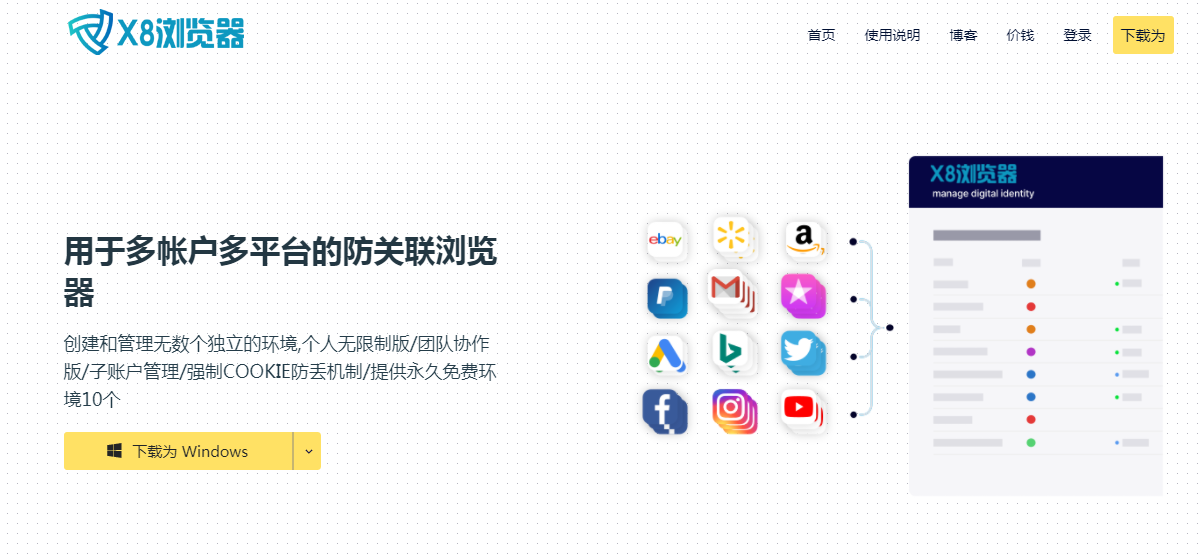 X8浏览器
首页
使用说明
博客
价钱
登录
下载为
X8浏览器
manage digital identity
ebay
a
用于多帐户多平台的防关联浏览
器
创建和管理无数个独立的环境,个人无限制版/团队协作
版/子账户管理/强制COOKIE防丢机制/提供永久免费环
境10个
下载为 Windows